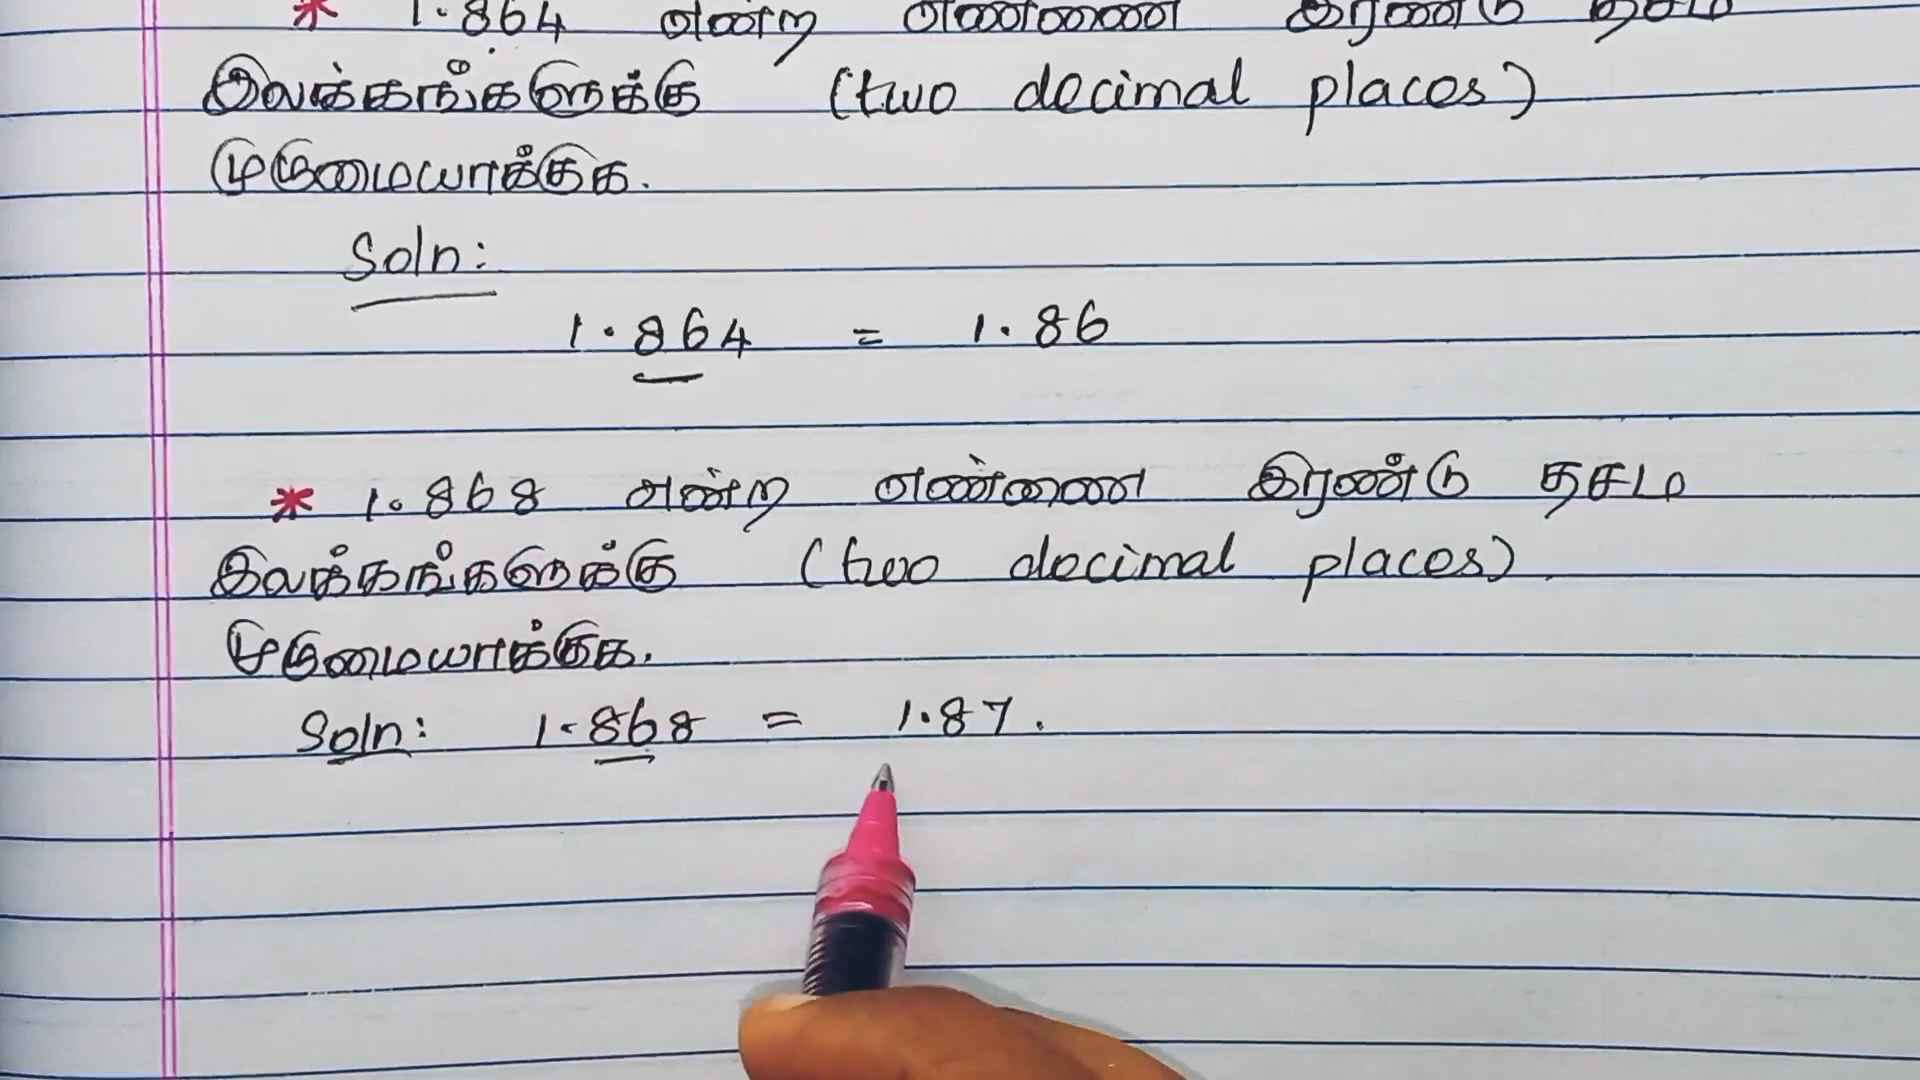 * 1.864 என்ற எண்ணை இரண்டு தசம
இலக்கங்களுக்கு (two decimal places)
முழுமையாக்குக.
Soln:
1.864 = 1.86
* 1.868 என்ற எண்ணை இரண்டு தசம
இலக்கங்களுக்கு (two decimal places)
முழுமையாக்குக.
Soln: 1.868 = 1.87.